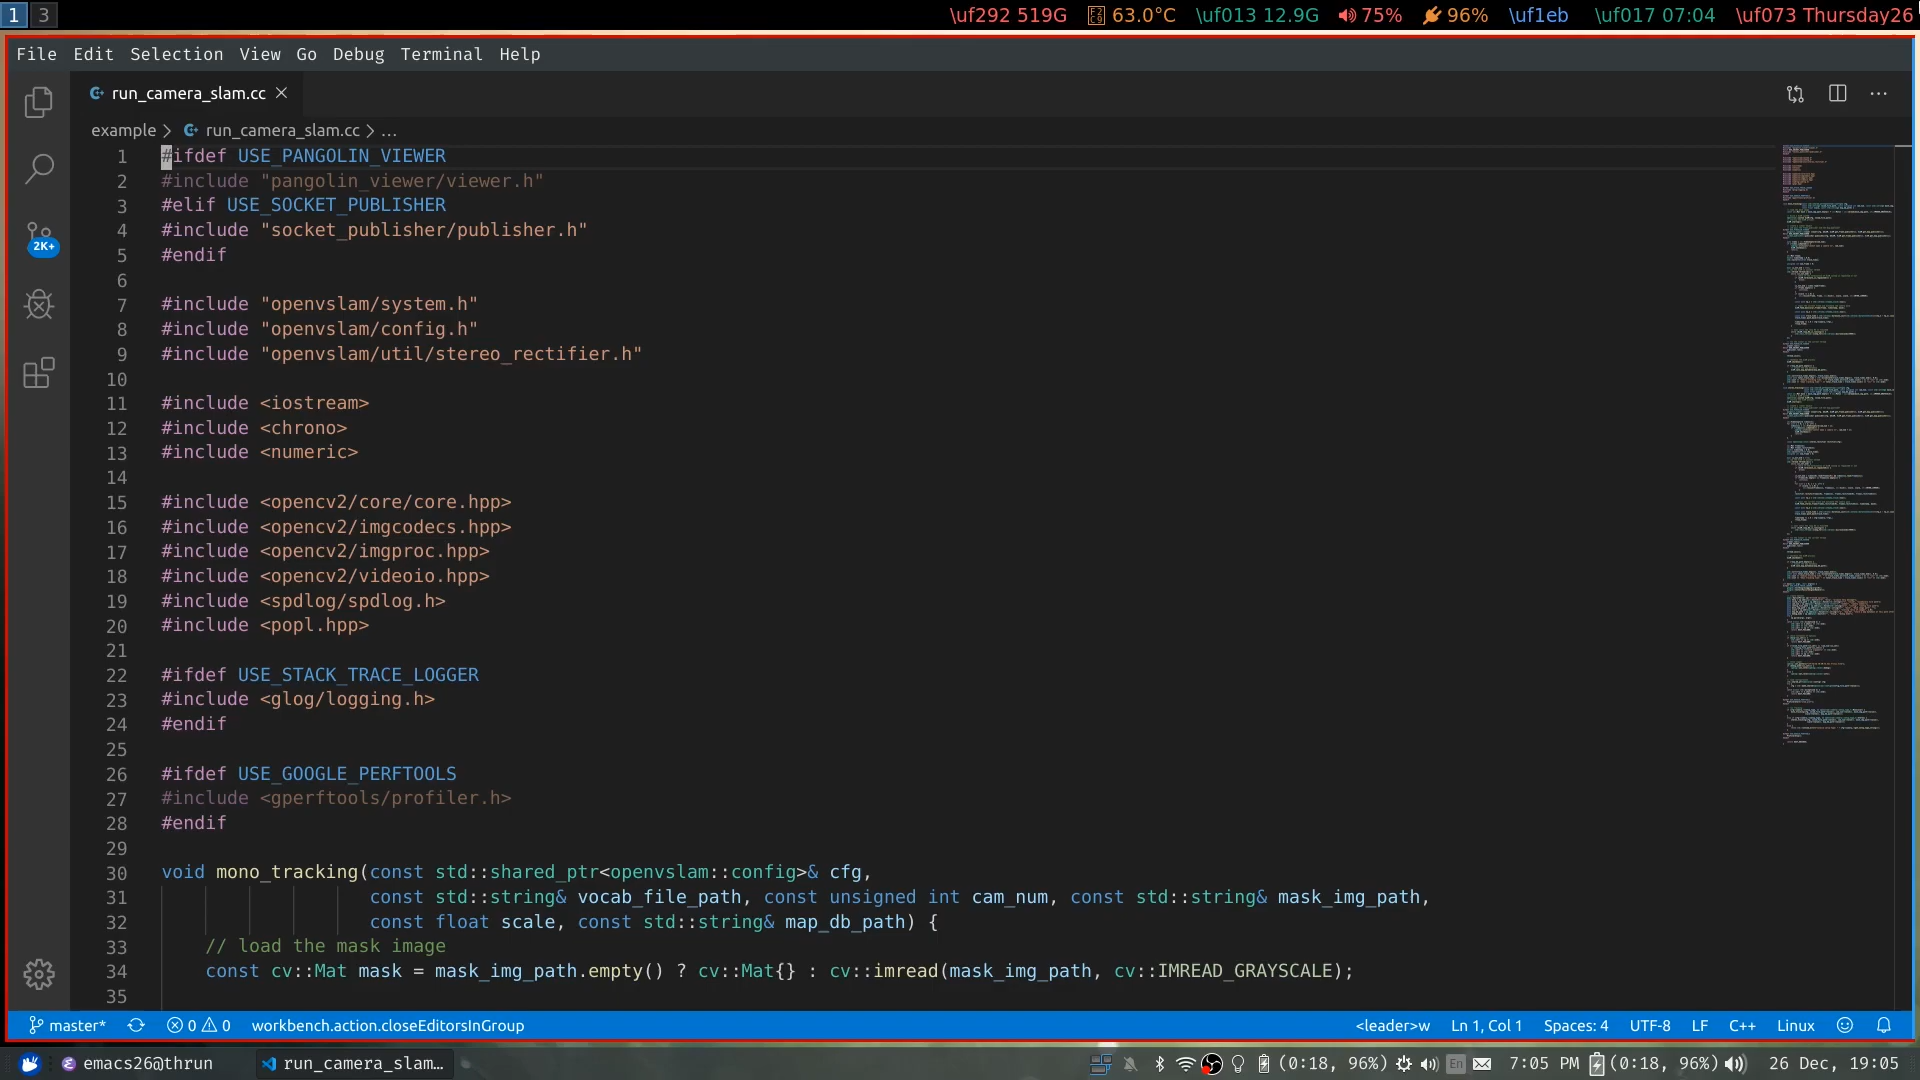 1 3 \uf292 519G F2C9 63.0°C \uf013 12.9G 75% 96% \uf1eb \uf017 07:04 \uf073 Thursday26
File Edit Selection View Go Debug Terminal Help
run_camera_slam.cc
example > run_camera_slam.cc > ...
1 #ifdef USE_PANGOLIN_VIEWER
2 #include "pangolin_viewer/viewer.h"
3 #elif USE_SOCKET_PUBLISHER
4 #include "socket_publisher/publisher.h"
5 #endif
6
7 #include "openvslam/system.h"
8 #include "openvslam/config.h"
9 #include "openvslam/util/stereo_rectifier.h"
10
11 #include <iostream>
12 #include <chrono>
13 #include <numeric>
14
15 #include <opencv2/core/core.hpp>
16 #include <opencv2/imgcodecs.hpp>
17 #include <opencv2/imgproc.hpp>
18 #include <opencv2/videoio.hpp>
19 #include <spdlog/spdlog.h>
20 #include <popl.hpp>
21
22 #ifdef USE_STACK_TRACE_LOGGER
23 #include <glog/logging.h>
24 #endif
25
26 #ifdef USE_GOOGLE_PERFTOOLS
27 #include <gperftools/profiler.h>
28 #endif
29
30 void mono_tracking(const std::shared_ptr<openvslam::config>& cfg,
31 const std::string& vocab_file_path, const unsigned int cam_num, const std::string& mask_img_path,
32 const float scale, const std::string& map_db_path) {
33 // load the mask image
34 const cv::Mat mask = mask_img_path.empty() ? cv::Mat{} : cv::imread(mask_img_path, cv::IMREAD_GRAYSCALE);
35
2K+
master* 0 0 workbench.action.closeEditorsInGroup <leader>w Ln 1, Col 1 Spaces: 4 UTF-8 LF C++ Linux
emacs26@thrun run_camera_slam... (0:18, 96%) En 7:05 PM (0:18, 96%) 26 Dec, 19:05